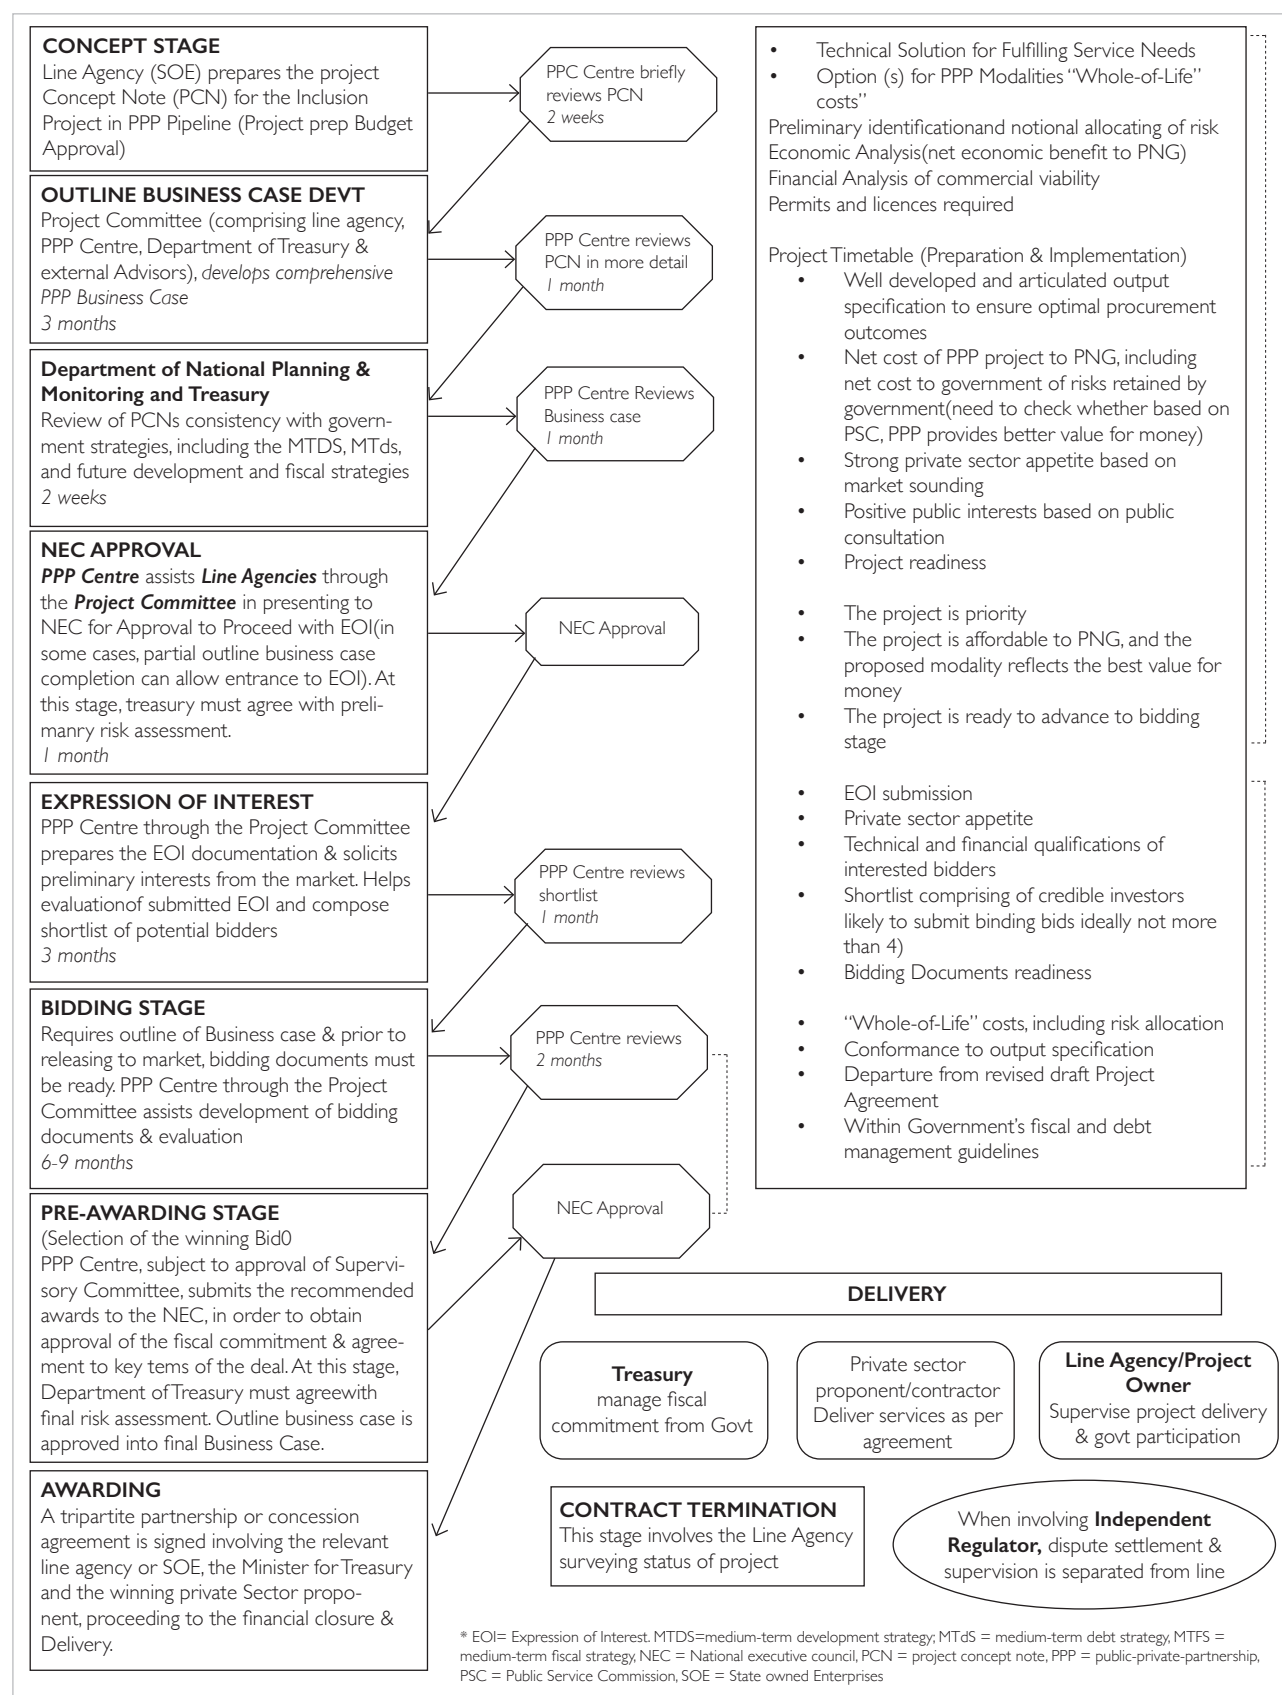 CONCEPT STAGE
Line Agency (SOE) prepares the project
Concept Note (PCN) for the Inclusion
Project in PPP Pipeline (Project prep Budget
Approval)
PPC Centre briefly
reviews PCN
2 weeks
OUTLINE BUSINESS CASE DEVT
Project Committee (comprising line agency,
PPP Centre, Department of Treasury &
external Advisors), develops comprehensive
PPP Business Case
3 months
PPP Centre reviews
PCN in more detail
1 month
Department of National Planning &
Monitoring and Treasury
Review of PCNs consistency with govern-
ment strategies, including the MTDS, MTds,
and future development and fiscal strategies
2 weeks
PPP Centre Reviews
Business case
1 month
NEC APPROVAL
PPP Centre assists Line Agencies through
the Project Committee in presenting to
NEC for Approval to Proceed with EOI(in
some cases, partial outline business case
completion can allow entrance to EOI). At
this stage, treasury must agree with preli-
manry risk assessment.
1 month
NEC Approval
EXPRESSION OF INTEREST
PPP Centre through the Project Committee
prepares the EOI documentation & solicits
preliminary interests from the market. Helps
evaluationof submitted EOI and compose
shortlist of potential bidders
3 months
PPP Centre reviews
shortlist
1 month
BIDDING STAGE
Requires outline of Business case & prior to
releasing to market, bidding documents must
be ready. PPP Centre through the Project
Committee assists development of bidding
documents & evaluation
6-9 months
PPP Centre reviews
2 months
PRE-AWARDING STAGE
(Selection of the winning Bid0
PPP Centre, subject to approval of Supervi-
sory Committee, submits the recommended
awards to the NEC, in order to obtain
approval of the fiscal commitment & agree-
ment to key tems of the deal. At this stage,
Department of Treasury must agreewith
final risk assessment. Outline business case is
approved into final Business Case.
NEC Approval
AWARDING
A tripartite partnership or concession
agreement is signed involving the relevant
line agency or SOE, the Minister for Treasury
and the winning private Sector propo-
nent, proceeding to the financial closure &
Delivery.
• Technical Solution for Fulfilling Service Needs
• Option (s) for PPP Modalities “Whole-of-Life”
costs”
Preliminary identificationand notional allocating of risk
Economic Analysis(net economic benefit to PNG)
Financial Analysis of commercial viability
Permits and licences required
Project Timetable (Preparation & Implementation)
• Well developed and articulated output
specification to ensure optimal procurement
outcomes
• Net cost of PPP project to PNG, including
net cost to government of risks retained by
government(need to check whether based on
PSC, PPP provides better value for money)
• Strong private sector appetite based on
market sounding
• Positive public interests based on public
consultation
• Project readiness
• The project is priority
• The project is affordable to PNG, and the
proposed modality reflects the best value for
money
• The project is ready to advance to bidding
stage
• EOI submission
• Private sector appetite
• Technical and financial qualifications of
interested bidders
• Shortlist comprising of credible investors
likely to submit binding bids ideally not more
than 4)
• Bidding Documents readiness
• “Whole-of-Life” costs, including risk allocation
• Conformance to output specification
• Departure from revised draft Project
Agreement
• Within Government’s fiscal and debt
management guidelines
DELIVERY
Treasury
manage fiscal
commitment from Govt
Private sector
proponent/contractor
Deliver services as per
agreement
Line Agency/Project
Owner
Supervise project delivery
& govt participation
CONTRACT TERMINATION
This stage involves the Line Agency
surveying status of project
When involving Independent
Regulator, dispute settlement &
supervision is separated from line
* EOI= Expression of Interest. MTDS=medium-term development strategy; MTdS = medium-term debt strategy, MTFS =
medium-term fiscal strategy, NEC = National executive council, PCN = project concept note, PPP = public-private-partnership,
PSC = Public Service Commission, SOE = State owned Enterprises